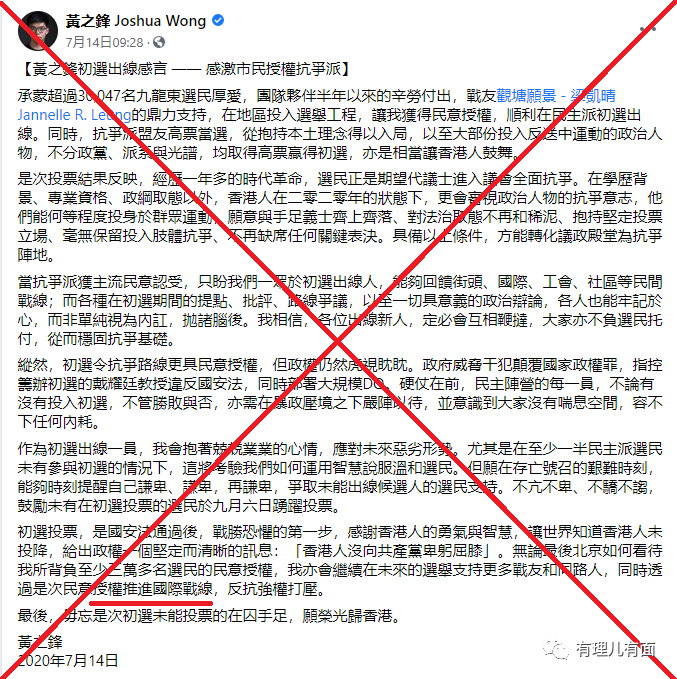 黃之鋒 Joshua Wong
7月14日09:28
【黃之鋒初選出線感言 —— 感激市民授權抗爭派】
承蒙超過30,047名九龍東選民厚愛，團隊夥伴半年以來的辛勞付出，戰友觀塘願景 - 梁凱晴
Jannelle R. Leung的鼎力支持，在地區投入選舉工程，讓我獲得民意授權，順利在民主派初選出
線。同時，抗爭派盟友高票當選，從抱持本土理念得以入局，以至大部份投入反送中運動的政治人
物，不分政黨、派系與光譜，均取得高票贏得初選，亦是相當讓香港人鼓舞。
是次投票結果反映，經歷一年多的時代革命，選民正是期望代議士進入議會全面抗爭。在學歷背
景、專業資格、政綱取態以外，香港人在二零二零年的狀態下，更會審視政治人物的抗爭意志，他
們能何等程度投身於群眾運動，願意與手足義士齊上齊落、對法治取態不再和稀泥、抱持堅定投票
立場、毫無保留投入肢體抗爭、不再缺席任何關鍵表決。具備以上條件，方能轉化議政殿堂為抗爭
陣地。
當抗爭派獲主流民意認受，只盼我們一眾於初選出線人，能夠回饋街頭、國際、工會、社區等民間
戰線；而各種在初選期間的提點、批評、路線爭議，以至一切具意義的政治辯論，各人也能牢記於
心，而非單純視為內訌，拋諸腦後。我相信，各位出線新人，定必會互相鞭撻，大家亦不負選民托
付，從而穩固抗爭基礎。
縱然，初選令抗爭路線更具民意授權，但政權仍然虎視眈眈。政府威脅干犯顛覆國家政權罪，指控
籌辦初選的戴耀廷教授違反國安法，同時部署大規模DQ。硬仗在前，民主陣營的每一員，不論有
沒有投入初選，不管勝敗與否，亦需在暴政壓境之下嚴陣以待，並意識到大家沒有喘息空間，容不
下任何內耗。
作為初選出線一員，我會抱著兢兢業業的心情，應對未來惡劣形勢。尤其是在至少一半民主派選民
未有參與初選的情況下，這將考驗我們如何運用智慧說服溫和選民。但願在存亡號召的艱難時刻，
能夠時刻提醒自己謙卑、謙卑，再謙卑，爭取未能出線候選人的選民支持。不亢不卑、不驕不諂，
鼓勵未有在初選投票的選民於九月六日踴躍投票。
初選投票，是國安法通過後，戰勝恐懼的第一步，感謝香港人的勇氣與智慧，讓世界知道香港人未
投降，給出政權一個堅定而清晰的訊息：「香港人沒向共產黨卑躬屈膝」。無論最後北京如何看待
我所背負至少三萬多名選民的民意授權，我亦會繼續在未來的選舉支持更多戰友和同路人，同時透
過是次民意授權推進國際戰線，反抗強權打壓。
最後，毋忘是次初選未能投票的在囚手足，願榮光歸香港。
黃之鋒
2020年7月14日
有理儿有面